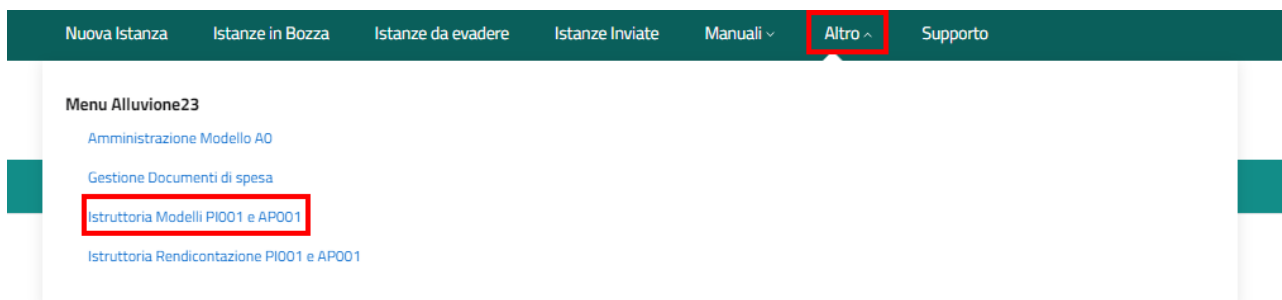 Nuova Istanza Istanze in Bozza Istanze da evadere Istanze Inviate Manuali Altro Supporto
Menu Alluvione23
Amministrazione Modello A0
Gestione Documenti di spesa
Istruttoria Modelli PI001 e AP001
Istruttoria Rendicontazione PI001 e AP001